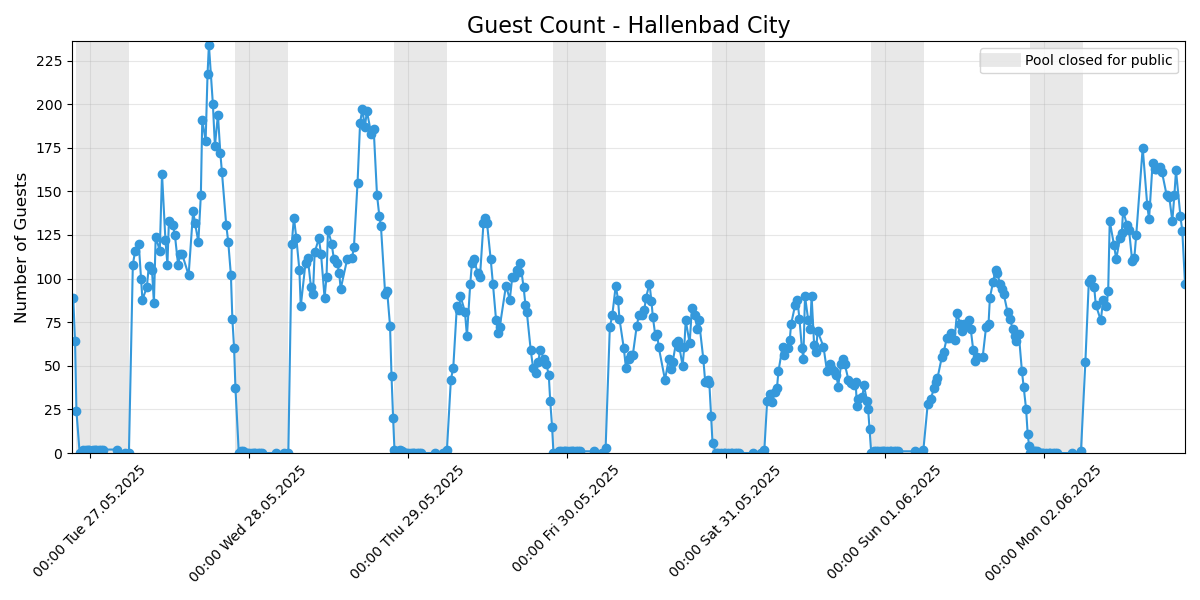 Guest Count - Hallenbad City
Pool closed for public
Number of Guests
225
200
175
150
125
100
75
50
25
0
00:00 Tue 27.05.2025
00:00 Wed 28.05.2025
00:00 Thu 29.05.2025
00:00 Fri 30.05.2025
00:00 Sat 31.05.2025
00:00 Sun 01.06.2025
00:00 Mon 02.06.2025